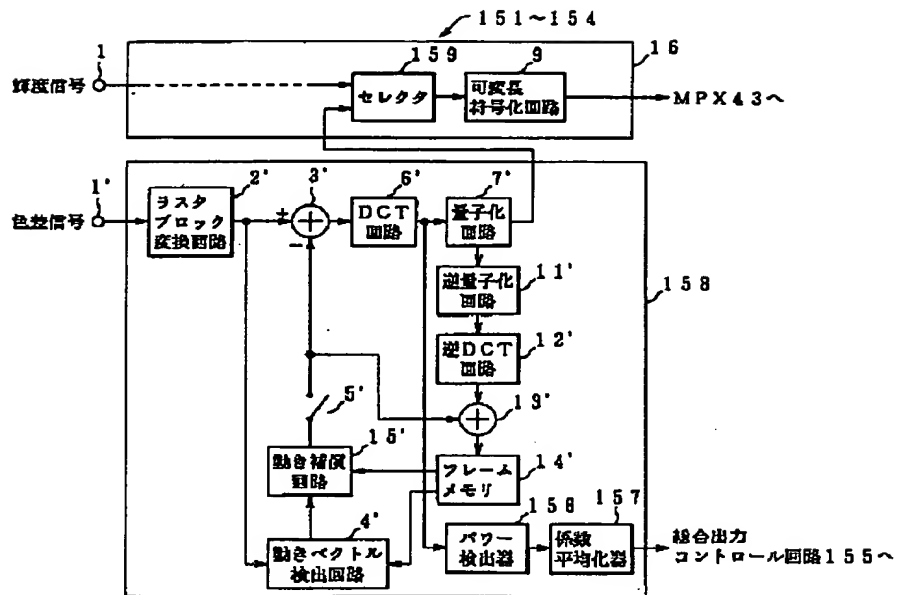 151～154
1
159
9
16
輝度信号
セレクタ
可変長
符号化回路
MPX43へ
1'
2'
3'
6'
7'
色差信号
ラスタ
ブロック
変換回路
±
−
DCT
回路
量子化
回路
11'
158
逆量子化
回路
12'
逆DCT
回路
5'
13'
15'
動き補償
回路
フレーム
メモリ
14'
4'
156
157
動きベクトル
検出回路
パワー
検出器
係数
平均化器
総合出力
コントロール回路155へ